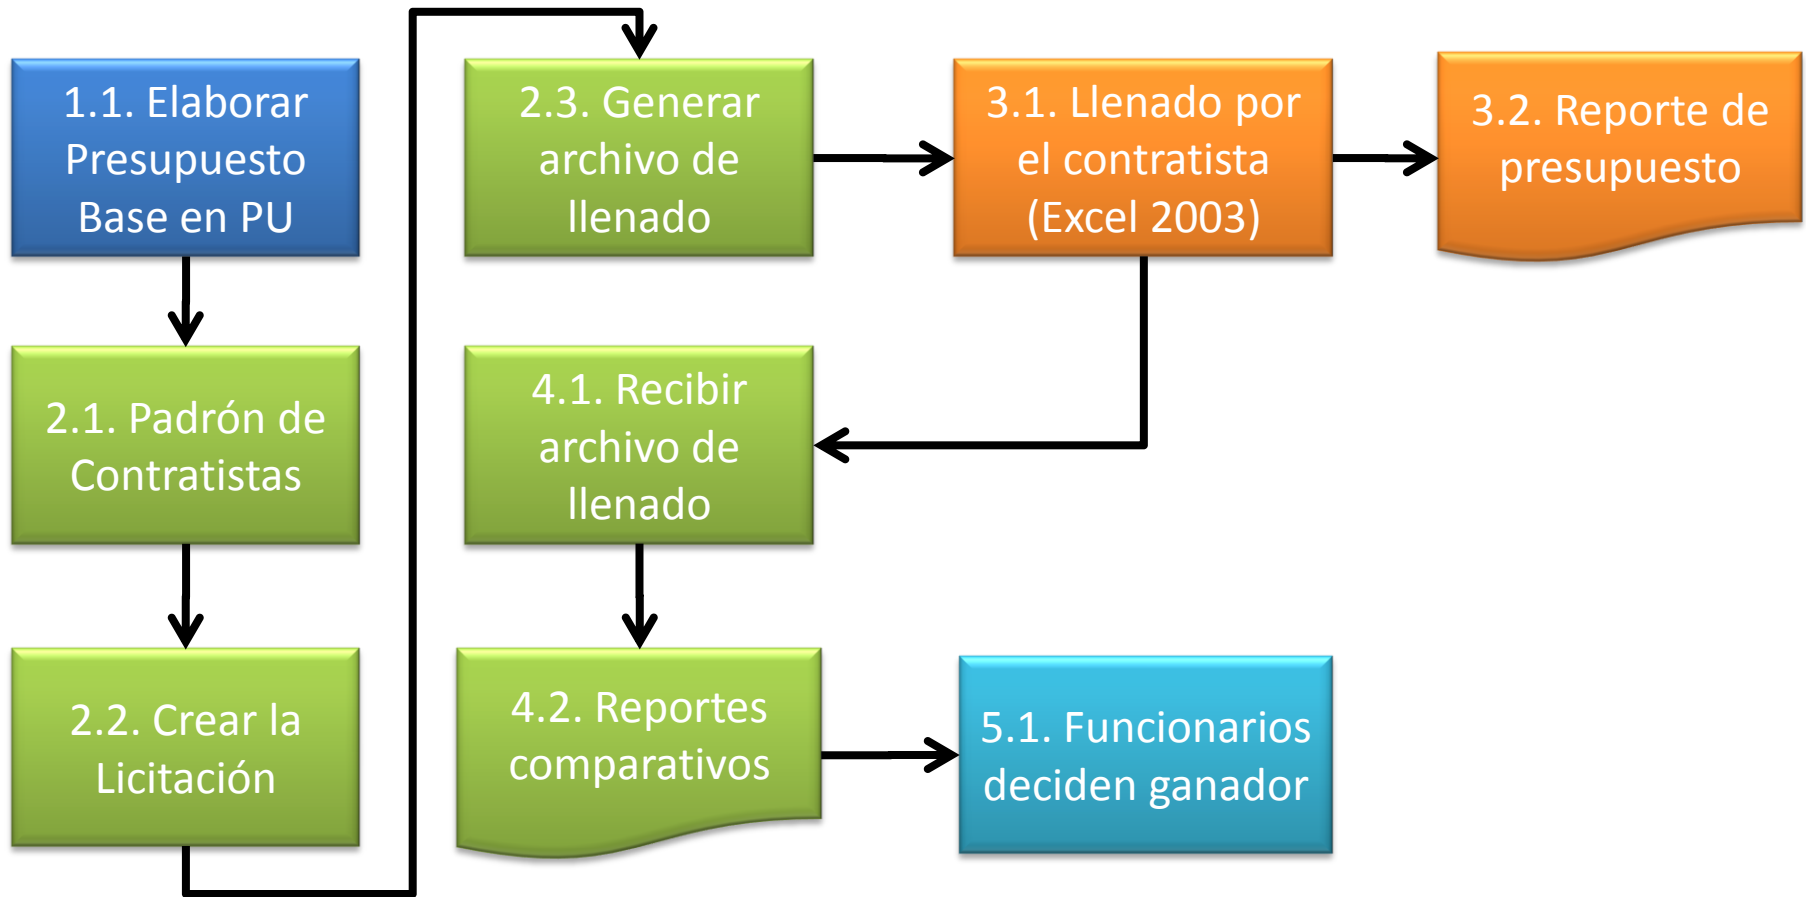 1.1. Elaborar
Presupuesto
Base en PU
2.1. Padrón de
Contratistas
2.2. Crear la
Licitación
2.3. Generar
archivo de
llenado
3.1. Llenado por
el contratista
(Excel 2003)
3.2. Reporte de
presupuesto
4.1. Recibir
archivo de
llenado
4.2. Reportes
comparativos
5.1. Funcionarios
deciden ganador